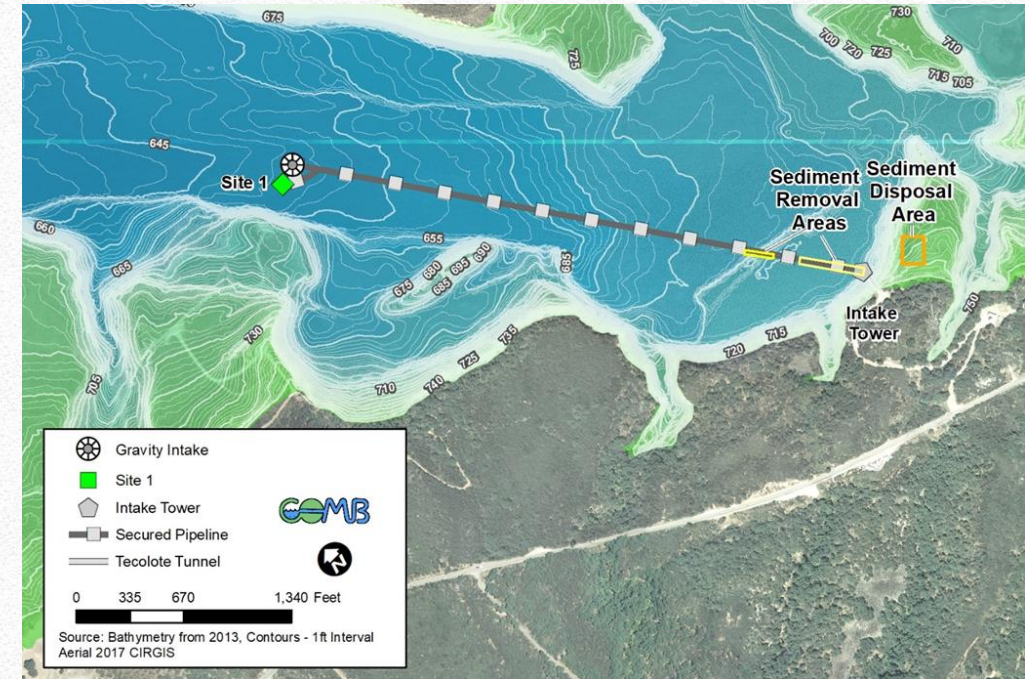 675
725
730
700
720
725
710
715
705
645
Site 1
Sediment
Removal
Areas
Sediment
Disposal
Area
660
665
655
675
680
685
695
690
685
Intake
Tower
750
730
705
710
740
725
735
720
715
Gravity Intake
Site 1
Intake Tower
Secured Pipeline
Tecolote Tunnel
COMB
0 335 670 1,340 Feet
Source: Bathymetry from 2013, Contours - 1ft Interval
Aerial 2017 CIRGIS